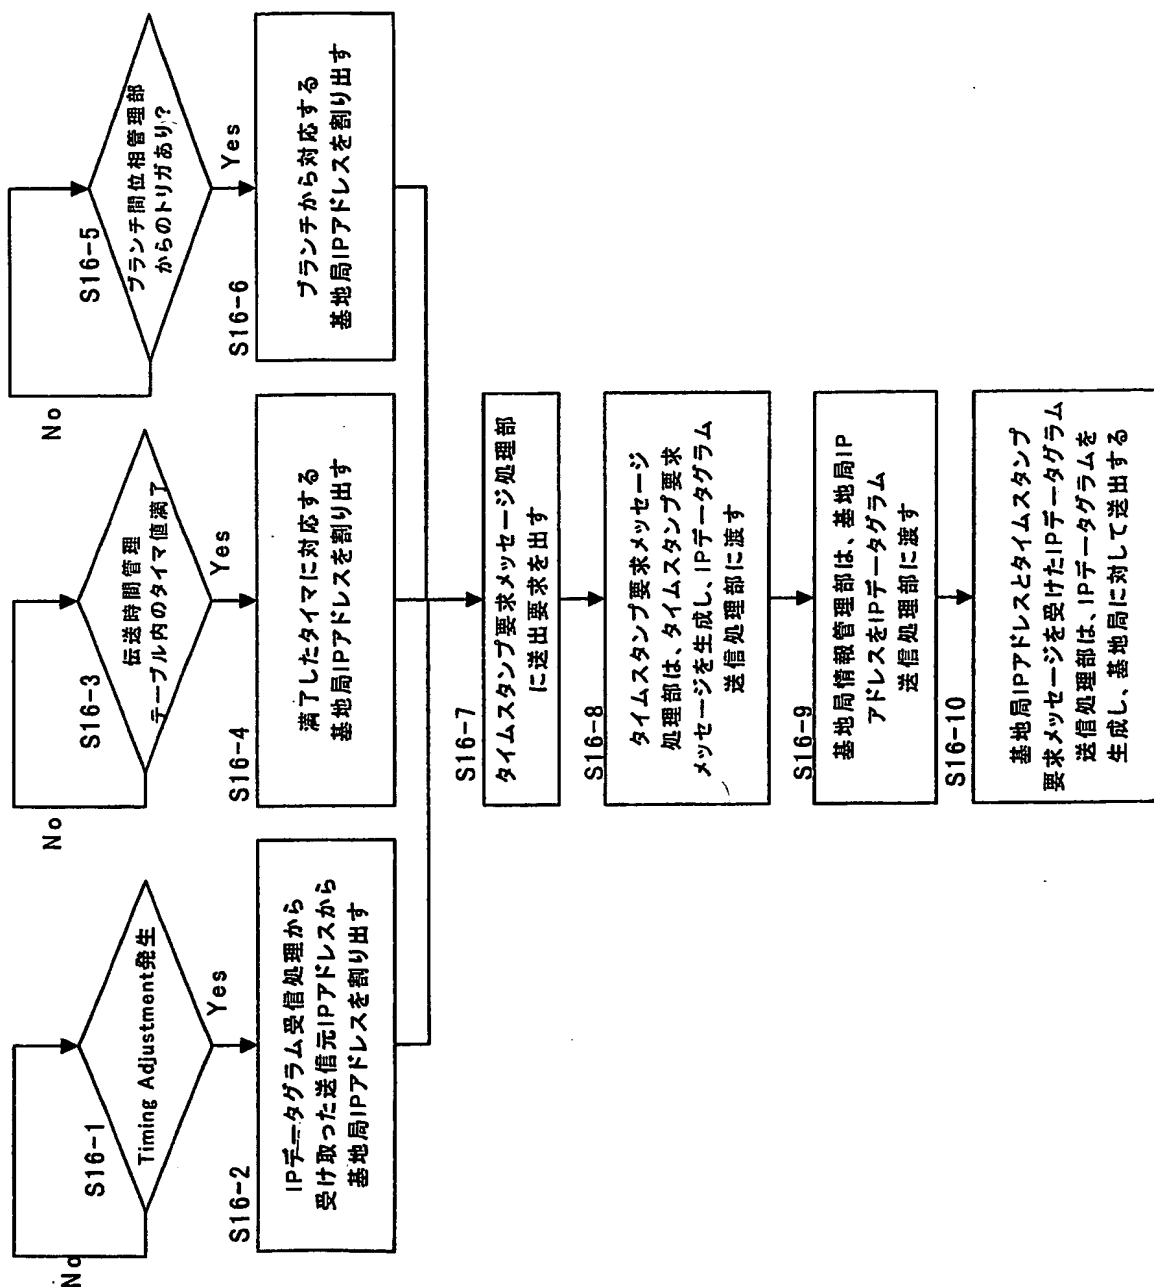 S16-1
Timing Adjustment発生
No
Yes
S16-2
IPデータグラム受信処理から
受け取った送信元IPアドレスから
基地局IPアドレスを割り出す
S16-3
伝送時間管理
テーブル内のタイマ値満了
No
Yes
S16-4
満了したタイマに対応する
基地局IPアドレスを割り出す
S16-5
ブランチ間位相管理部
からのトリガあり?
No
Yes
S16-6
ブランチから対応する
基地局IPアドレスを割り出す
S16-7
タイムスタンプ要求メッセージ処理部
に送出要求を出す
S16-8
タイムスタンプ要求メッセージ
処理部は、タイムスタンプ要求
メッセージを生成し、IPデータグラム
送信処理部に渡す
S16-9
基地局情報管理部は、基地局IP
アドレスをIPデータグラム
送信処理部に渡す
S16-10
基地局IPアドレスとタイムスタンプ
要求メッセージを受けたIPデータグラム
送信処理部は、IPデータグラムを
生成し、基地局に対して送出する